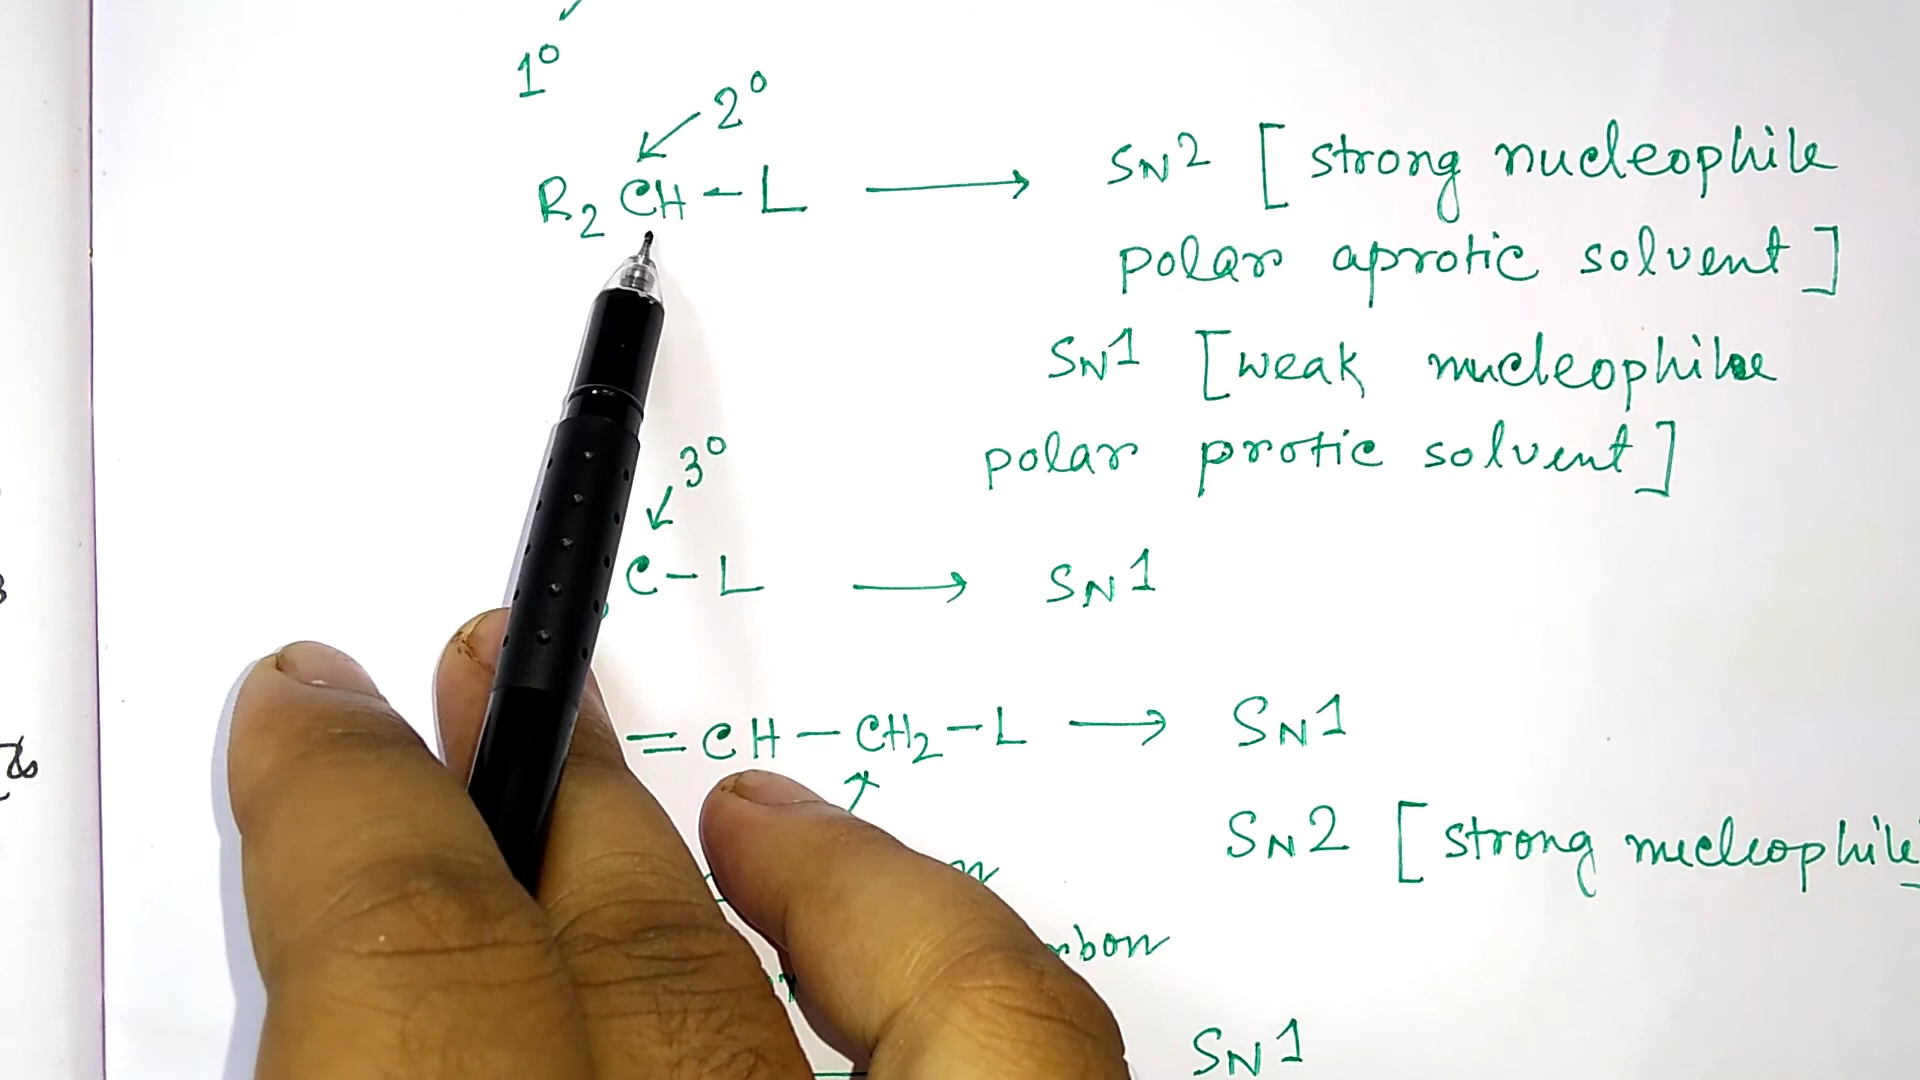 1°
2°
R2CH-L → SN2 [strong nucleophile
polar aprotic solvent]
SN1 [weak nucleophile
polar protic solvent]
3°
C-L → SN1
=CH-CH2-L → SN1
SN2 [strong nucleophile]
SN1